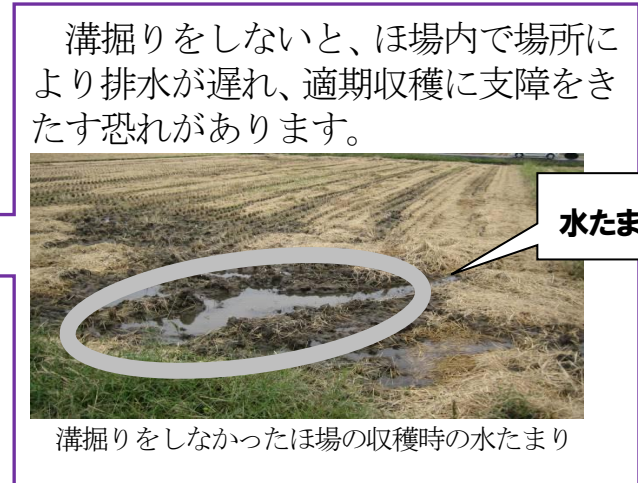 溝掘りをしないと、ほ場内で場所に
より排水が遅れ、適期収穫に支障をき
たす恐れがあります。
水たま
溝掘りをしなかったほ場の収穫時の水たまり